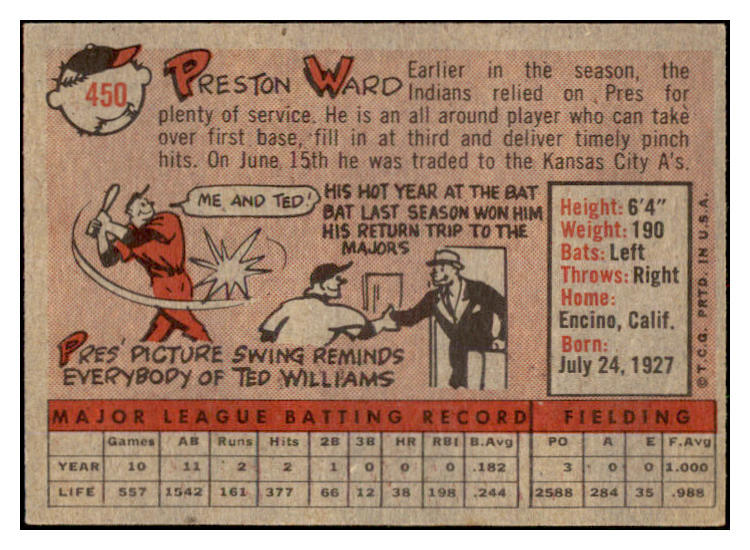 450
PRESTON WARD
Earlier in the season, the
Indians relied on Pres for
plenty of service. He is an all around player who can take
over first base, fill in at third and deliver timely pinch
hits. On June 15th he was traded to the Kansas City A's.
ME AND TED!
HIS HOT YEAR AT THE BAT
BAT LAST SEASON WON HIM
HIS RETURN TRIP TO THE
MAJORS
PRES' PICTURE SWING REMINDS
EVERYBODY OF TED WILLIAMS
Height: 6'4"
Weight: 190
Bats: Left
Throws: Right
Home:
Encino, Calif.
Born:
July 24, 1927
© T.C.G. PRTD. IN U.S.A.
MAJOR LEAGUE BATTING RECORD FIELDING
Games AB Runs Hits 2B 3B HR RBI B.Avg PO A E F.Avg
YEAR 10 11 2 2 1 0 0 0 .182 3 0 0 1.000
LIFE 557 1542 161 377 66 12 38 198 .244 2588 284 35 .988